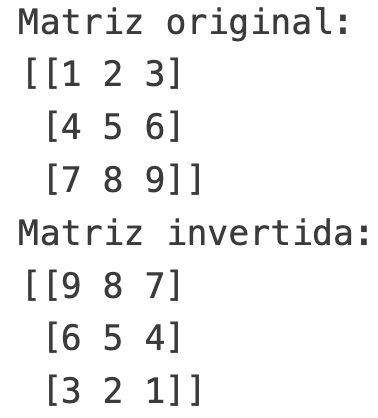 Matriz original:
[[1 2 3]
 [4 5 6]
 [7 8 9]]
Matriz invertida:
[[9 8 7]
 [6 5 4]
 [3 2 1]]